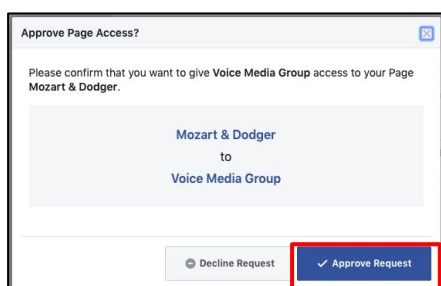 Approve Page Access?
Please confirm that you want to give Voice Media Group access to your Page
Mozart & Dodger.
Mozart & Dodger
to
Voice Media Group
Decline Request
Approve Request